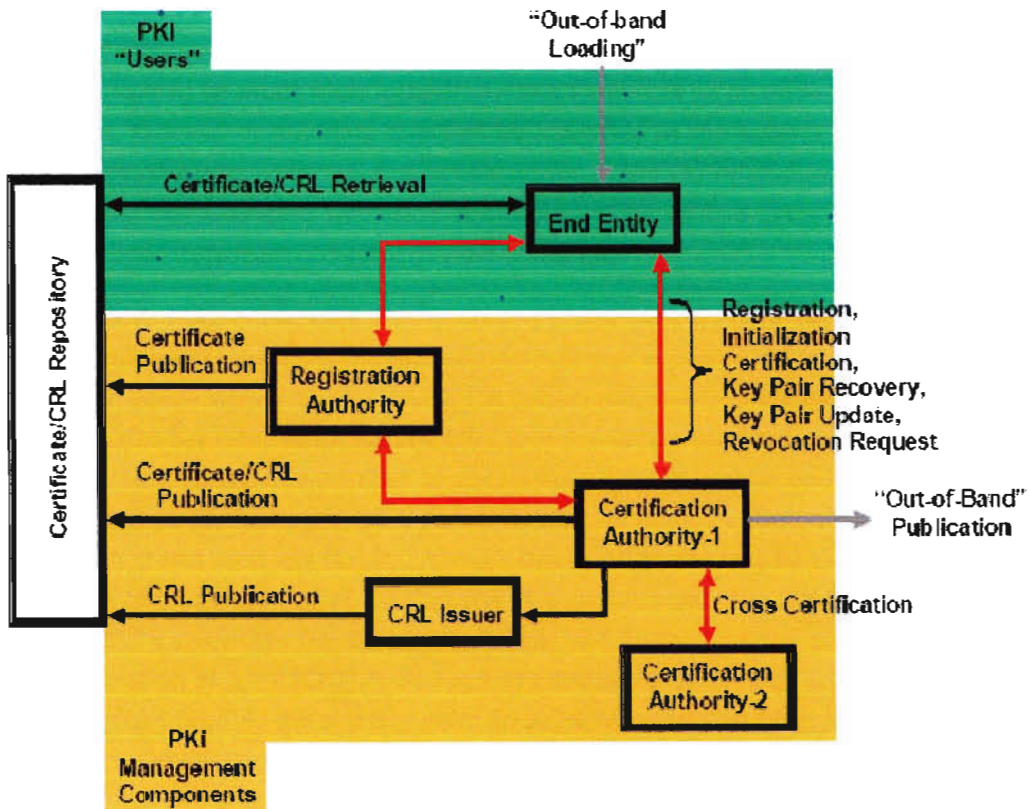 PKI
"Users"
"Out-of-band
Loading"
Certificate/CRL Retrieval
End Entity
Certificate/CRL Repository
Certificate
Publication
Registration
Authority
Registration,
Initialization
Certification,
Key Pair Recovery,
Key Pair Update,
Revocation Request
Certificate/CRL
Publication
Certification
Authority-1
"Out-of-Band"
Publication
CRL Publication
CRL Issuer
Cross Certification
Certification
Authority-2
PKI
Management
Components